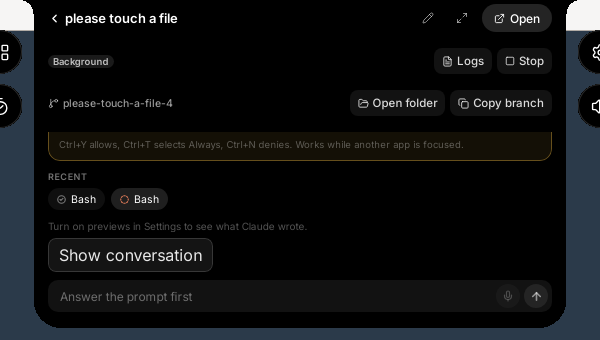 please touch a file
Open
Background
Logs
Stop
please-touch-a-file-4
Open folder
Copy branch
Ctrl+Y allows, Ctrl+T selects Always, Ctrl+N denies. Works while another app is focused.
RECENT
Bash
Bash
Turn on previews in Settings to see what Claude wrote.
Show conversation
Answer the prompt first